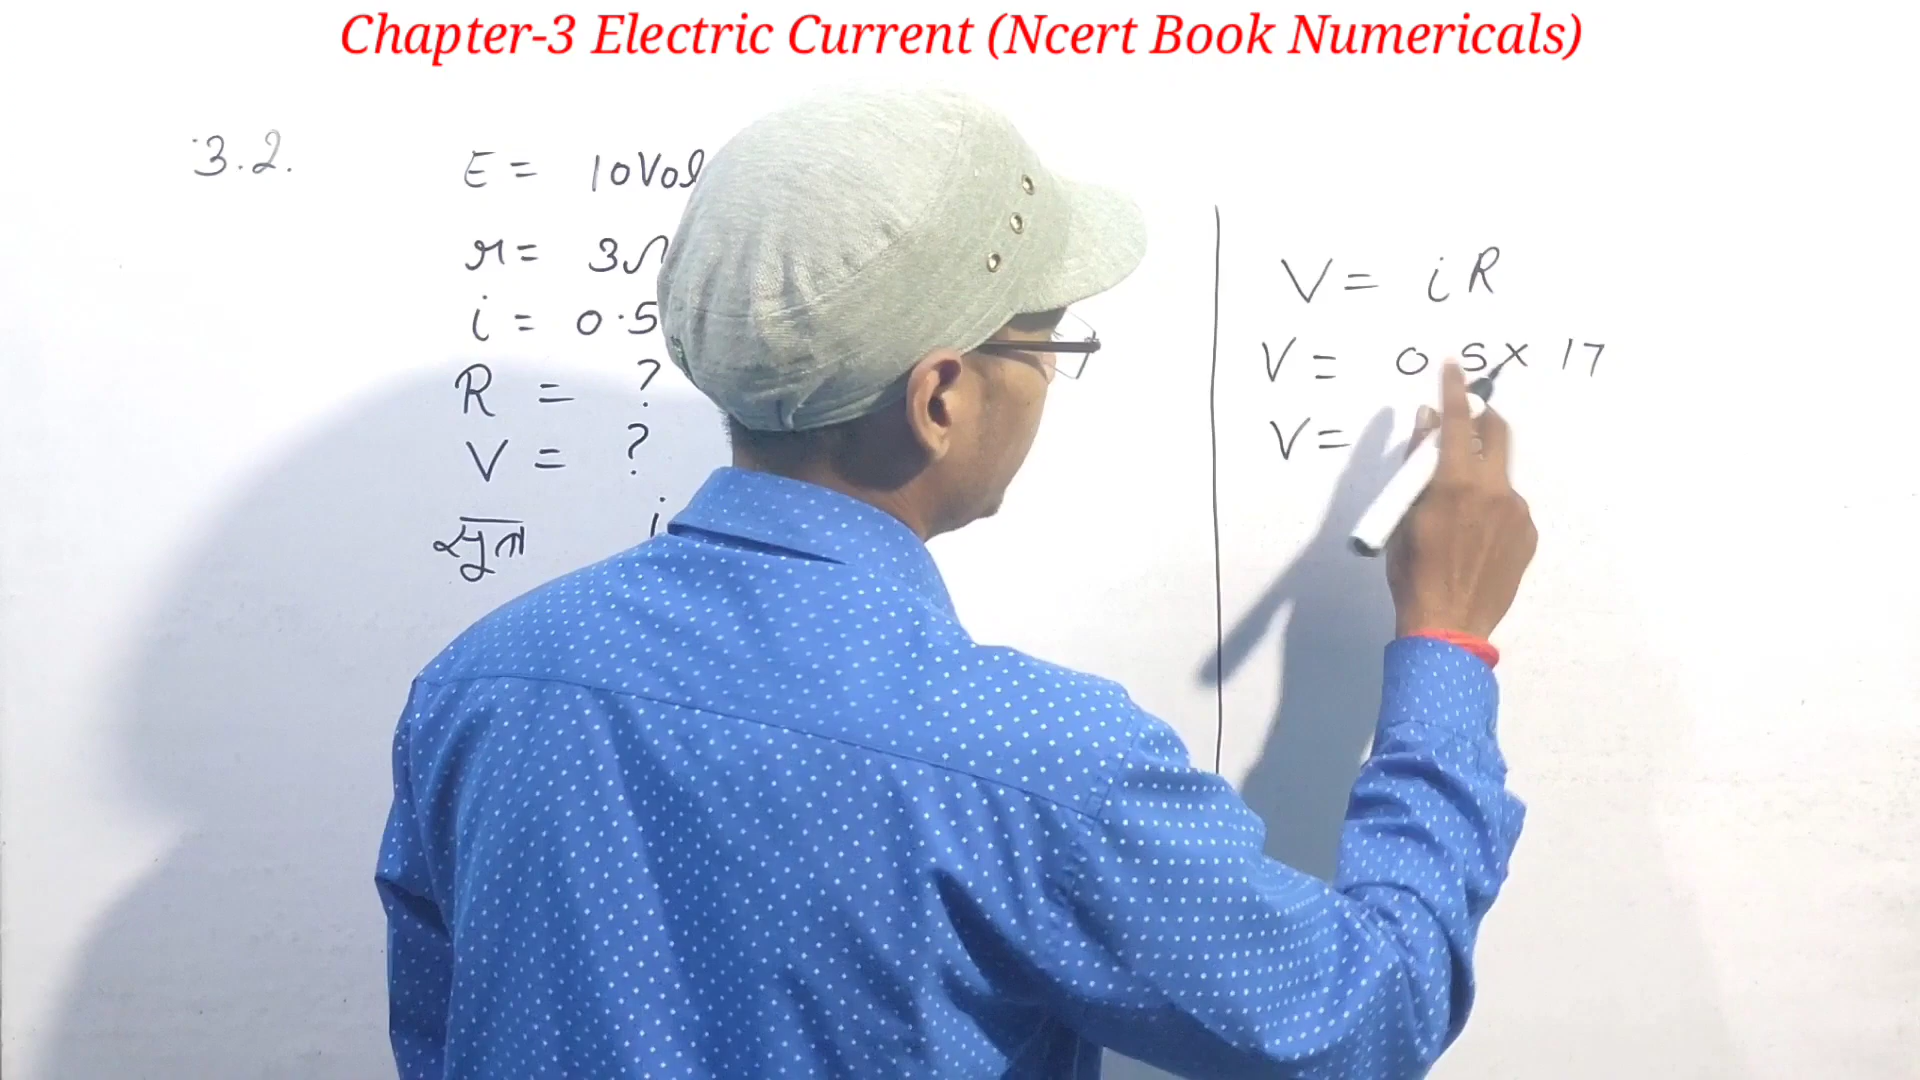 Chapter-3 Electric Current (Ncert Book Numericals)
3.2.
E = 10Vol
r = 3Ω
i = 0.5
R = ?
V = ?
सूत्र i
V = iR
V = 0.5 × 17
V =